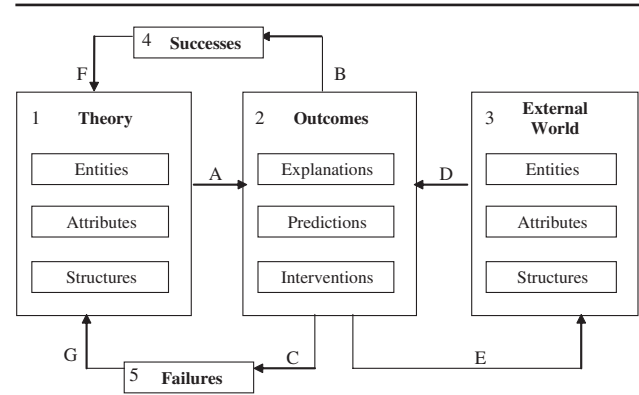 4 Successes
F
B
1 Theory
2 Outcomes
3 External
World
Entities
Explanations
Entities
A
D
Attributes
Predictions
Attributes
Structures
Interventions
Structures
G
C
E
5 Failures